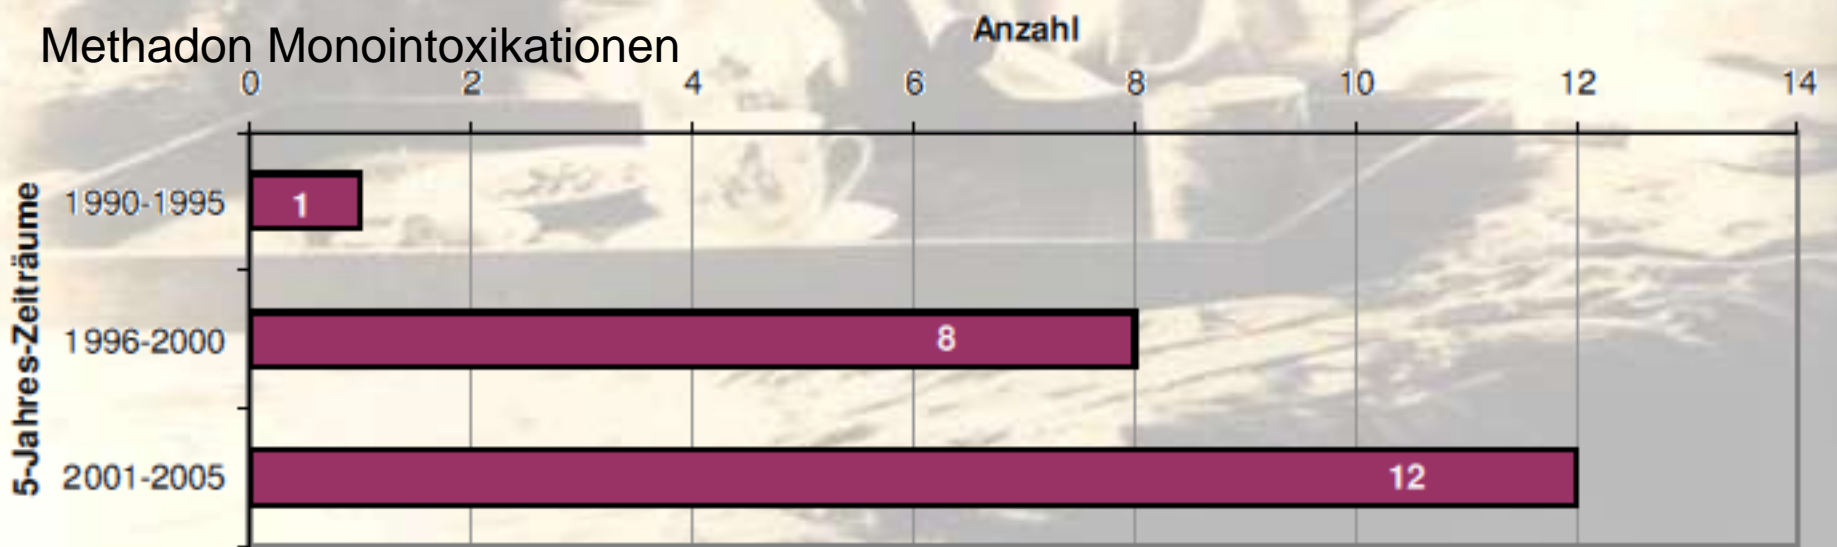 Methadon Monointoxikationen
Anzahl
0 2 4 6 8 10 12 14
5-Jahres-Zeiträume
1990-1995 1
1996-2000 8
2001-2005 12